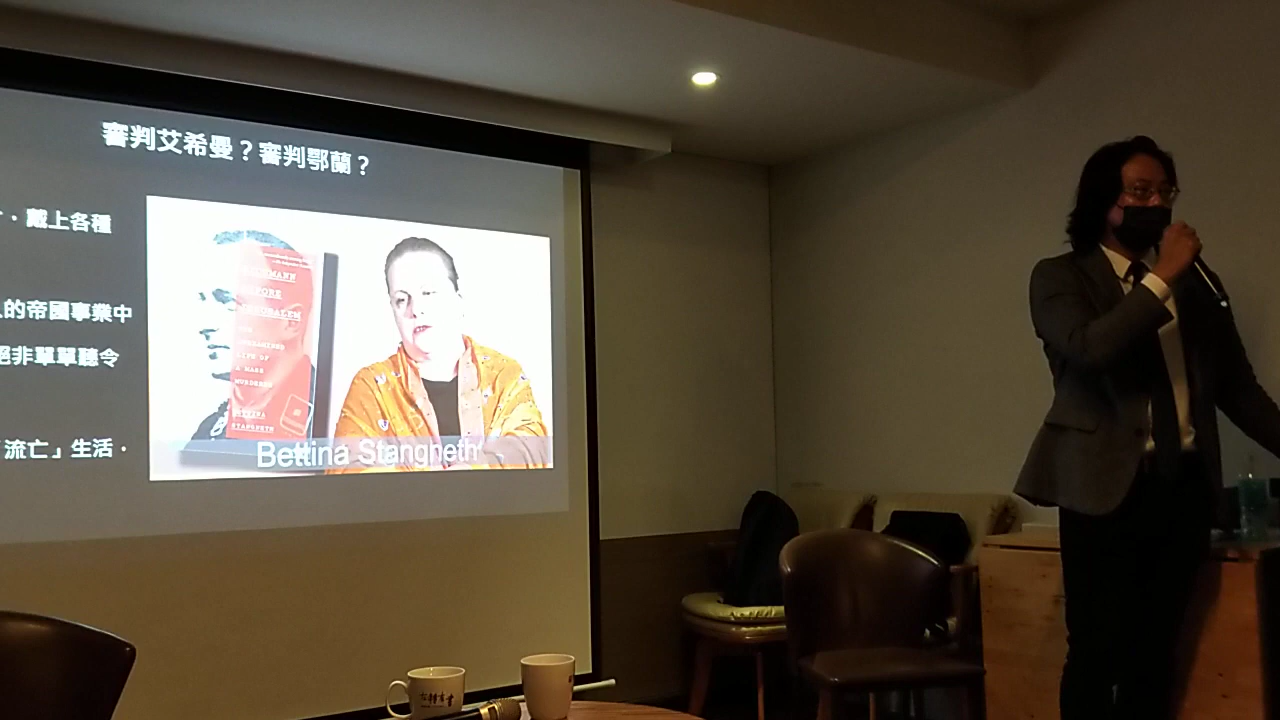 審判艾希曼？審判鄂蘭？
．戴上各種
的帝國事業中
絕非單單聽令
「流亡」生活．
EICHMANN
BEFORE
JERUSALEM
LIFE OF
A MASS
MURDERER
BETTINA
STANGNETH
Bettina Stangneth